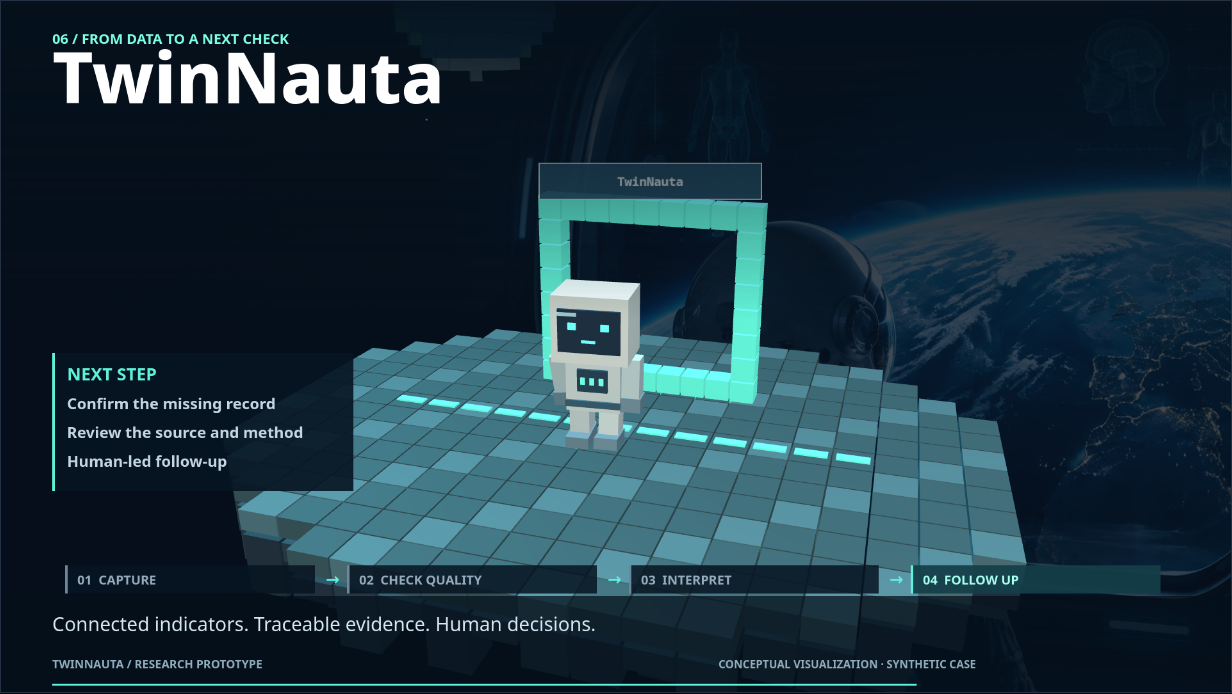 06 / FROM DATA TO A NEXT CHECK
TwinNauta
TwinNauta
NEXT STEP
Confirm the missing record
Review the source and method
Human-led follow-up
01 CAPTURE → 02 CHECK QUALITY → 03 INTERPRET → 04 FOLLOW UP
Connected indicators. Traceable evidence. Human decisions.
TWINNAUTA / RESEARCH PROTOTYPE
CONCEPTUAL VISUALIZATION · SYNTHETIC CASE